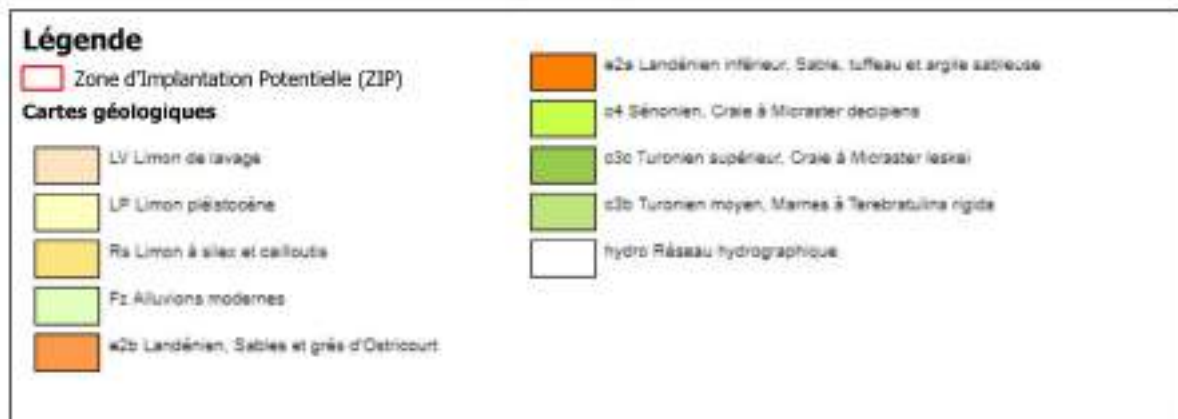 Légende
Zone d'Implantation Potentielle (ZIP)
Cartes géologiques
LV Limon de lavage
LP Limon pléistocène
Rs Limon à silex et cailloutis
Fz Alluvions modernes
e2b Landénien, Sables et grès d'Ostricourt
e2a Landénien inférieur, Sable, tuffeau et argile sableuse
c4 Sénonien, Craie à Micraster decipiens
c3c Turonien supérieur, Craie à Micraster leskei
c3b Turonien moyen, Marnes à Terebratulina rigida
hydro Réseau hydrographique